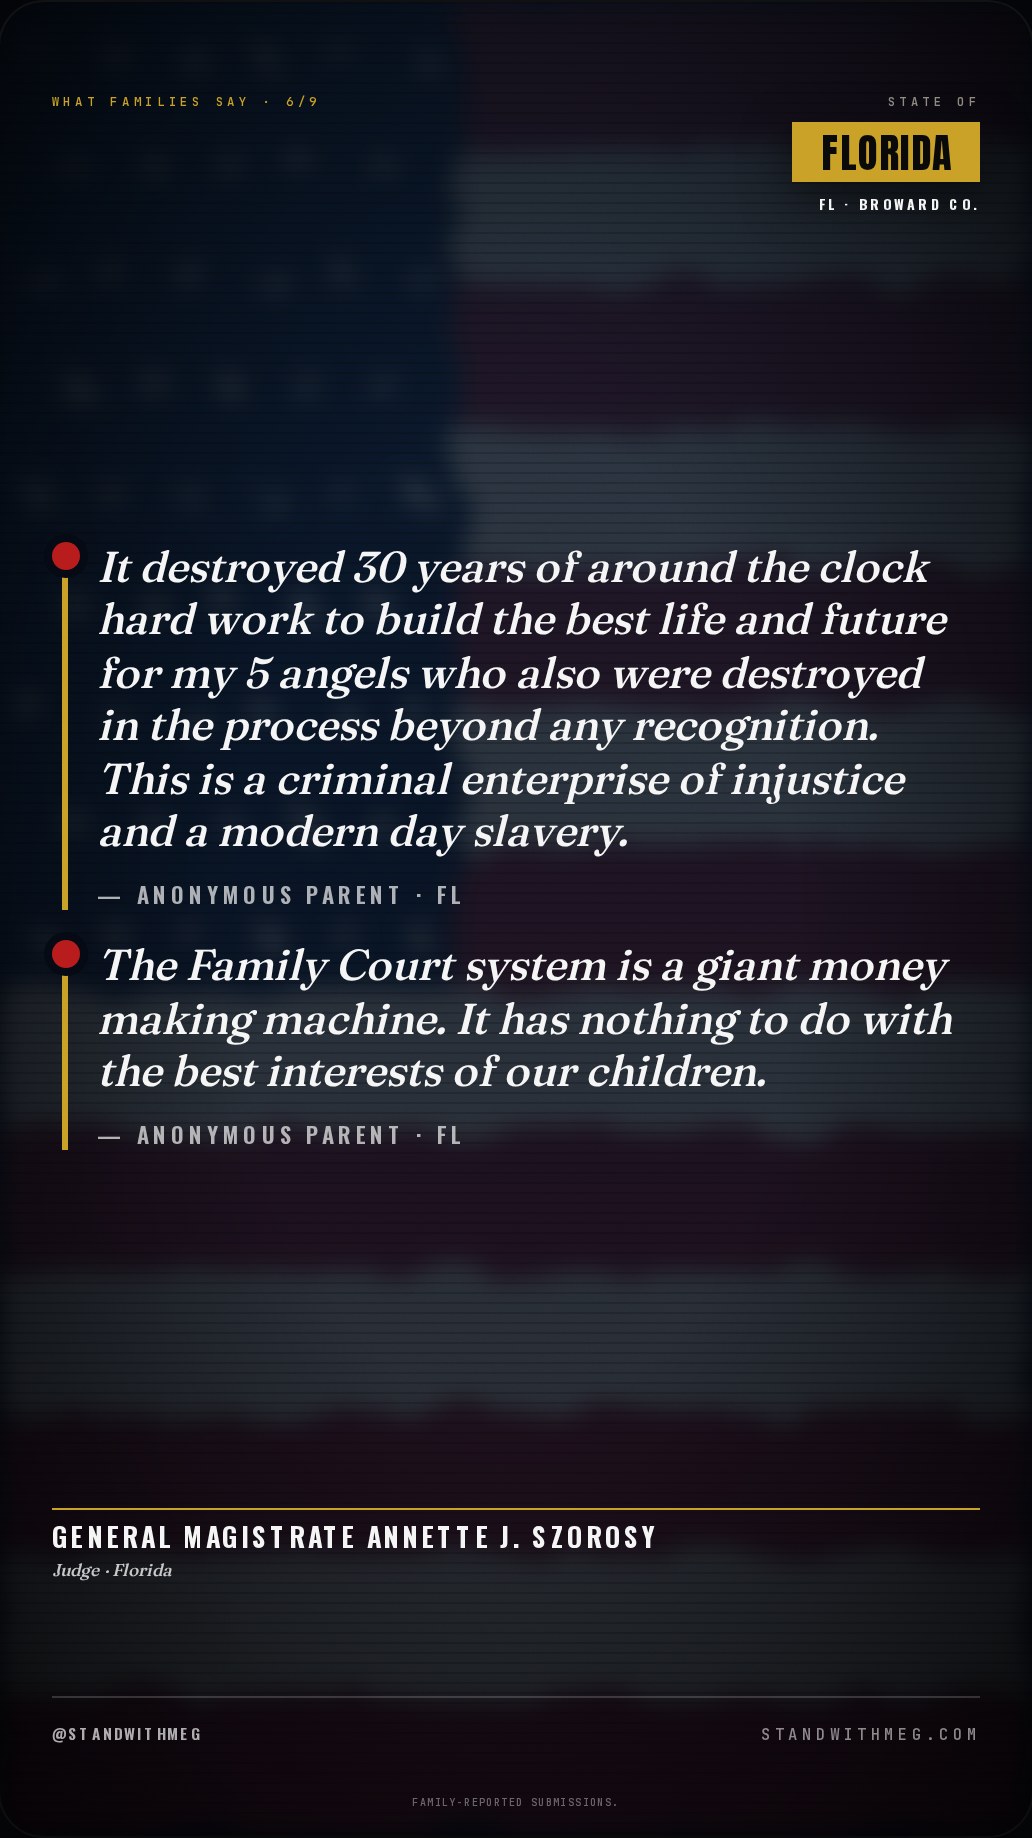 WHAT FAMILIES SAY · 6/9
STATE OF
FLORIDA
FL · BROWARD CO.
It destroyed 30 years of around the clock
hard work to build the best life and future
for my 5 angels who also were destroyed
in the process beyond any recognition.
This is a criminal enterprise of injustice
and a modern day slavery.
— ANONYMOUS PARENT · FL
The Family Court system is a giant money
making machine. It has nothing to do with
the best interests of our children.
— ANONYMOUS PARENT · FL
GENERAL MAGISTRATE ANNETTE J. SZOROSY
Judge · Florida
@STANDWITHMEG
STANDWITHMEG.COM
FAMILY-REPORTED SUBMISSIONS.